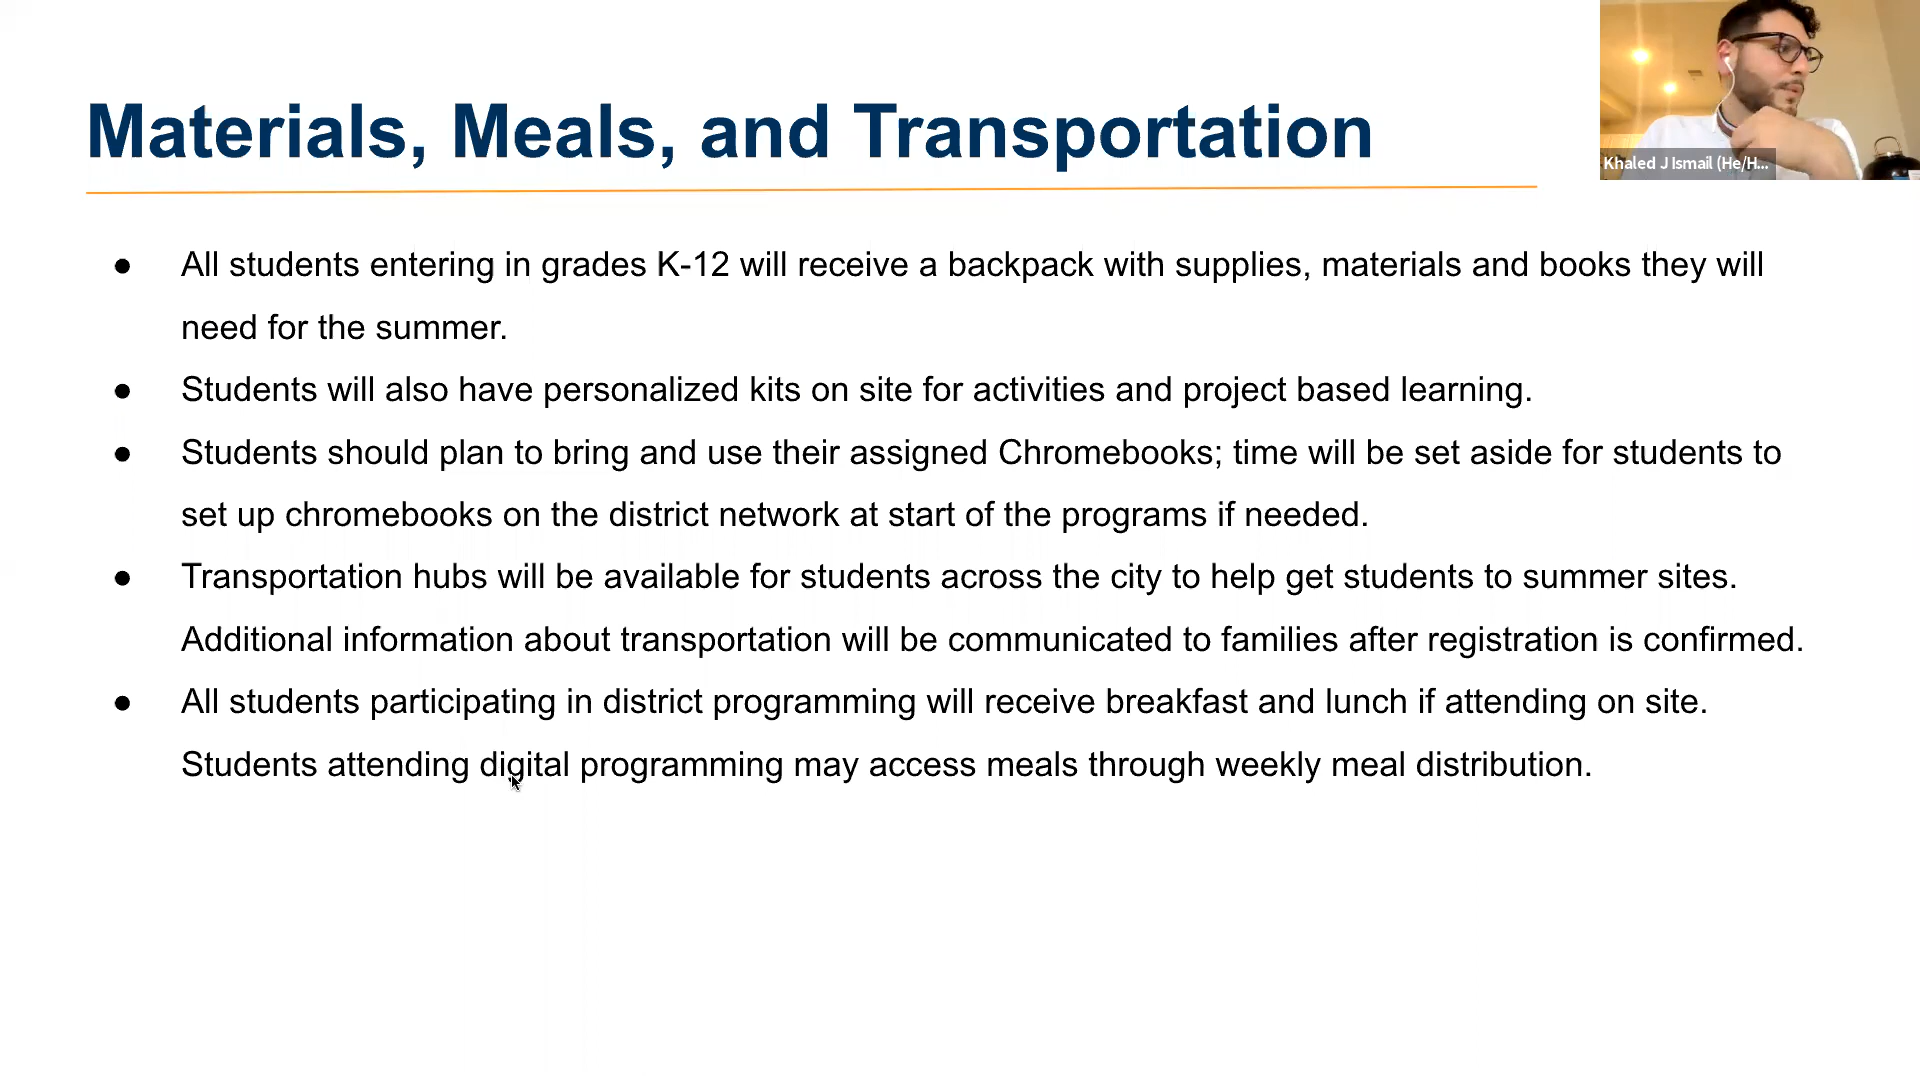 Materials, Meals, and Transportation
Khaled J Ismail (He/H...
● All students entering in grades K-12 will receive a backpack with supplies, materials and books they will
need for the summer.
● Students will also have personalized kits on site for activities and project based learning.
● Students should plan to bring and use their assigned Chromebooks; time will be set aside for students to
set up chromebooks on the district network at start of the programs if needed.
● Transportation hubs will be available for students across the city to help get students to summer sites.
Additional information about transportation will be communicated to families after registration is confirmed.
● All students participating in district programming will receive breakfast and lunch if attending on site.
Students attending digital programming may access meals through weekly meal distribution.